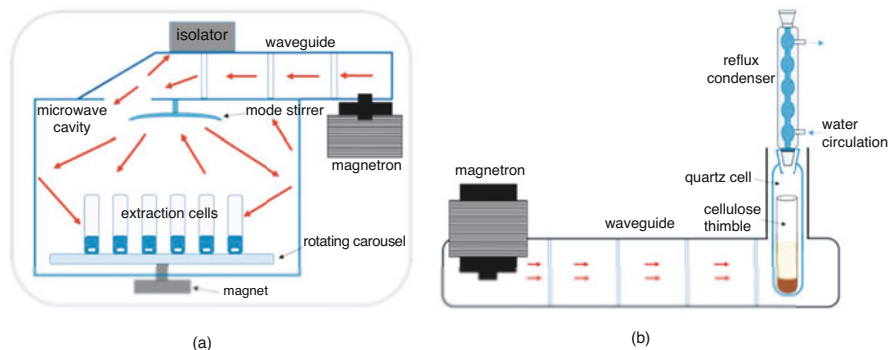 isolator
waveguide
microwave
cavity
mode stirrer
magnetron
extraction cells
rotating carousel
magnet
(a)
reflux
condenser
water
circulation
magnetron
quartz cell
waveguide
cellulose
thimble
(b)